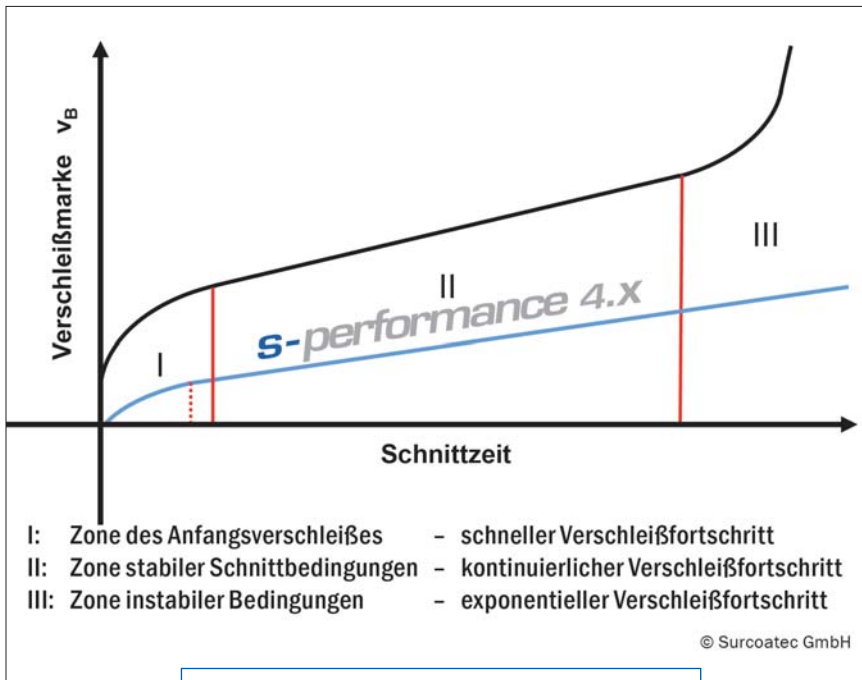 Verschleißmarke vB
I
II
III
s-performance 4.x
Schnittzeit
I: Zone des Anfangsverschleißes – schneller Verschleißfortschritt
II: Zone stabiler Schnittbedingungen – kontinuierlicher Verschleißfortschritt
III: Zone instabiler Bedingungen – exponentieller Verschleißfortschritt
© Surcoatec GmbH